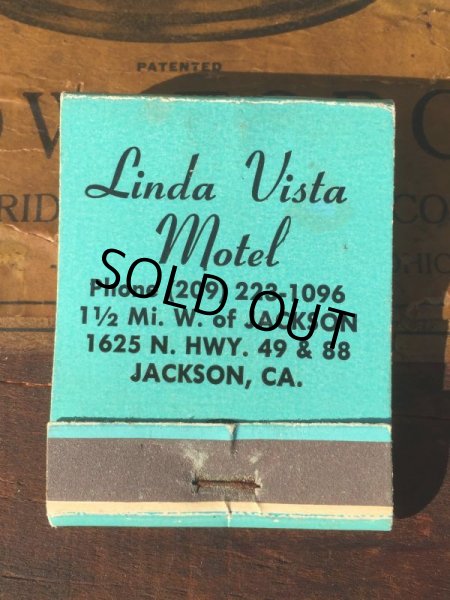 PATENTED
Linda Vista
Motel
Phone (209) 223-1096
1½ Mi. W. of JACKSON
1625 N. HWY. 49 & 88
JACKSON, CA.
SOLD OUT